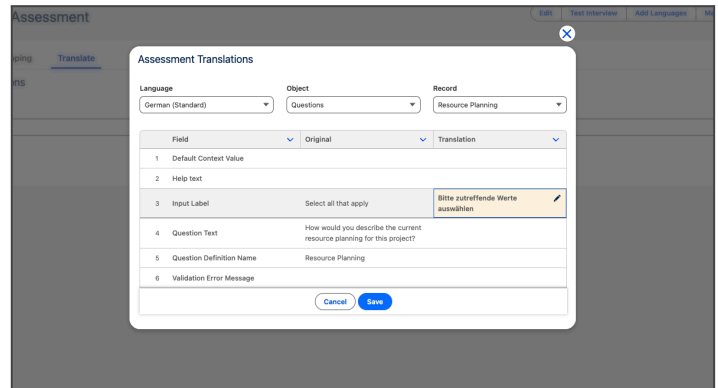 Assessment
Edit Test Interview Add Languages
Translate
Assessment Translations
Language Object Record
German (Standard) Questions Resource Planning
Field Original Translation
1 Default Context Value
2 Help text
3 Input Label Select all that apply Bitte zutreffende Werte
auswählen
4 Question Text How would you describe the current
resource planning for this project?
5 Question Definition Name Resource Planning
6 Validation Error Message
Cancel Save